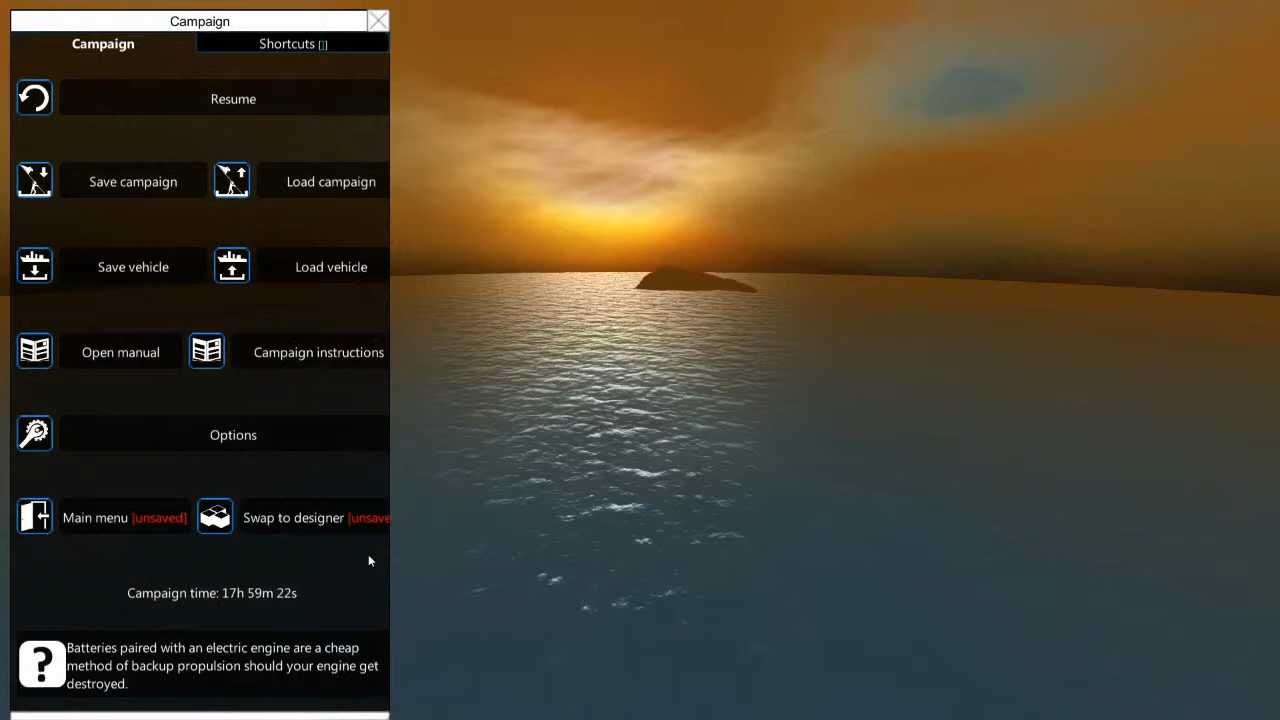 Campaign
Campaign Shortcuts []]
Resume
Save campaign Load campaign
Save vehicle Load vehicle
Open manual Campaign instructions
Options
Main menu [unsaved] Swap to designer [unsave
Campaign time: 17h 59m 22s
Batteries paired with an electric engine are a cheap
method of backup propulsion should your engine get
destroyed.